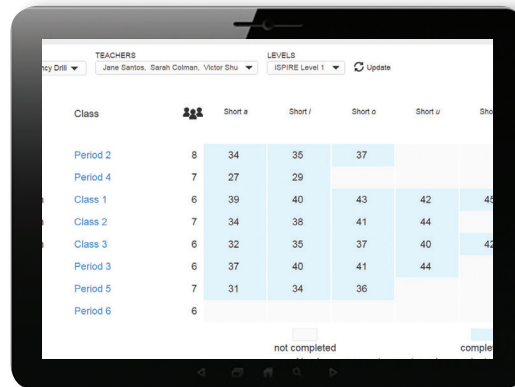 TEACHERS LEVELS
ncy Drill Jane Santos, Sarah Colman, Victor Shu iSPIRE Level 1 Update
Class Short a Short i Short o Short u Sho
Period 2 8 34 35 37
Period 4 7 27 29
Class 1 6 39 40 43 42 45
Class 2 7 34 38 41 44
Class 3 6 32 35 37 40 42
Period 3 6 37 40 41 44
Period 5 7 31 34 36
Period 6 6
not completed comple